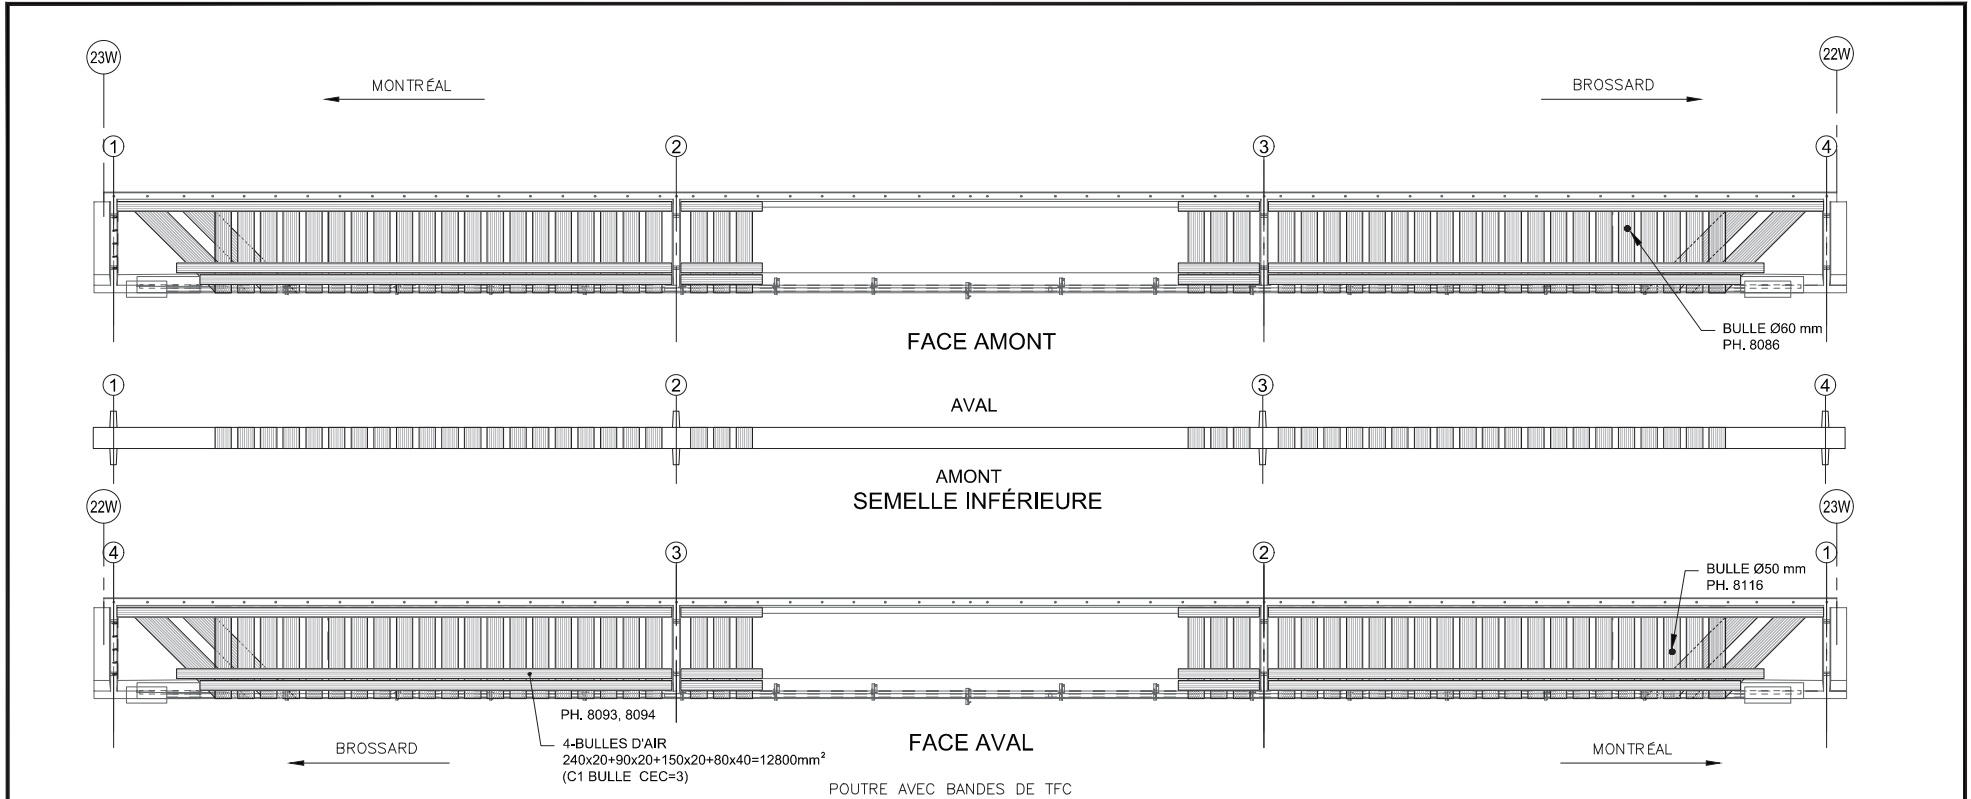 23W
22W
MONTRÉAL
BROSSARD
1
2
3
4
FACE AMONT
BULLE Ø60 mm
PH. 8086
1
2
3
4
AVAL
AMONT
SEMELLE INFÉRIEURE
22W
23W
4
3
2
1
BULLE Ø50 mm
PH. 8116
PH. 8093, 8094
4-BULLES D'AIR
240x20+90x20+150x20+80x40=12800mm²
(C1 BULLE CEC=3)
FACE AVAL
BROSSARD
MONTRÉAL
POUTRE AVEC BANDES DE TFC